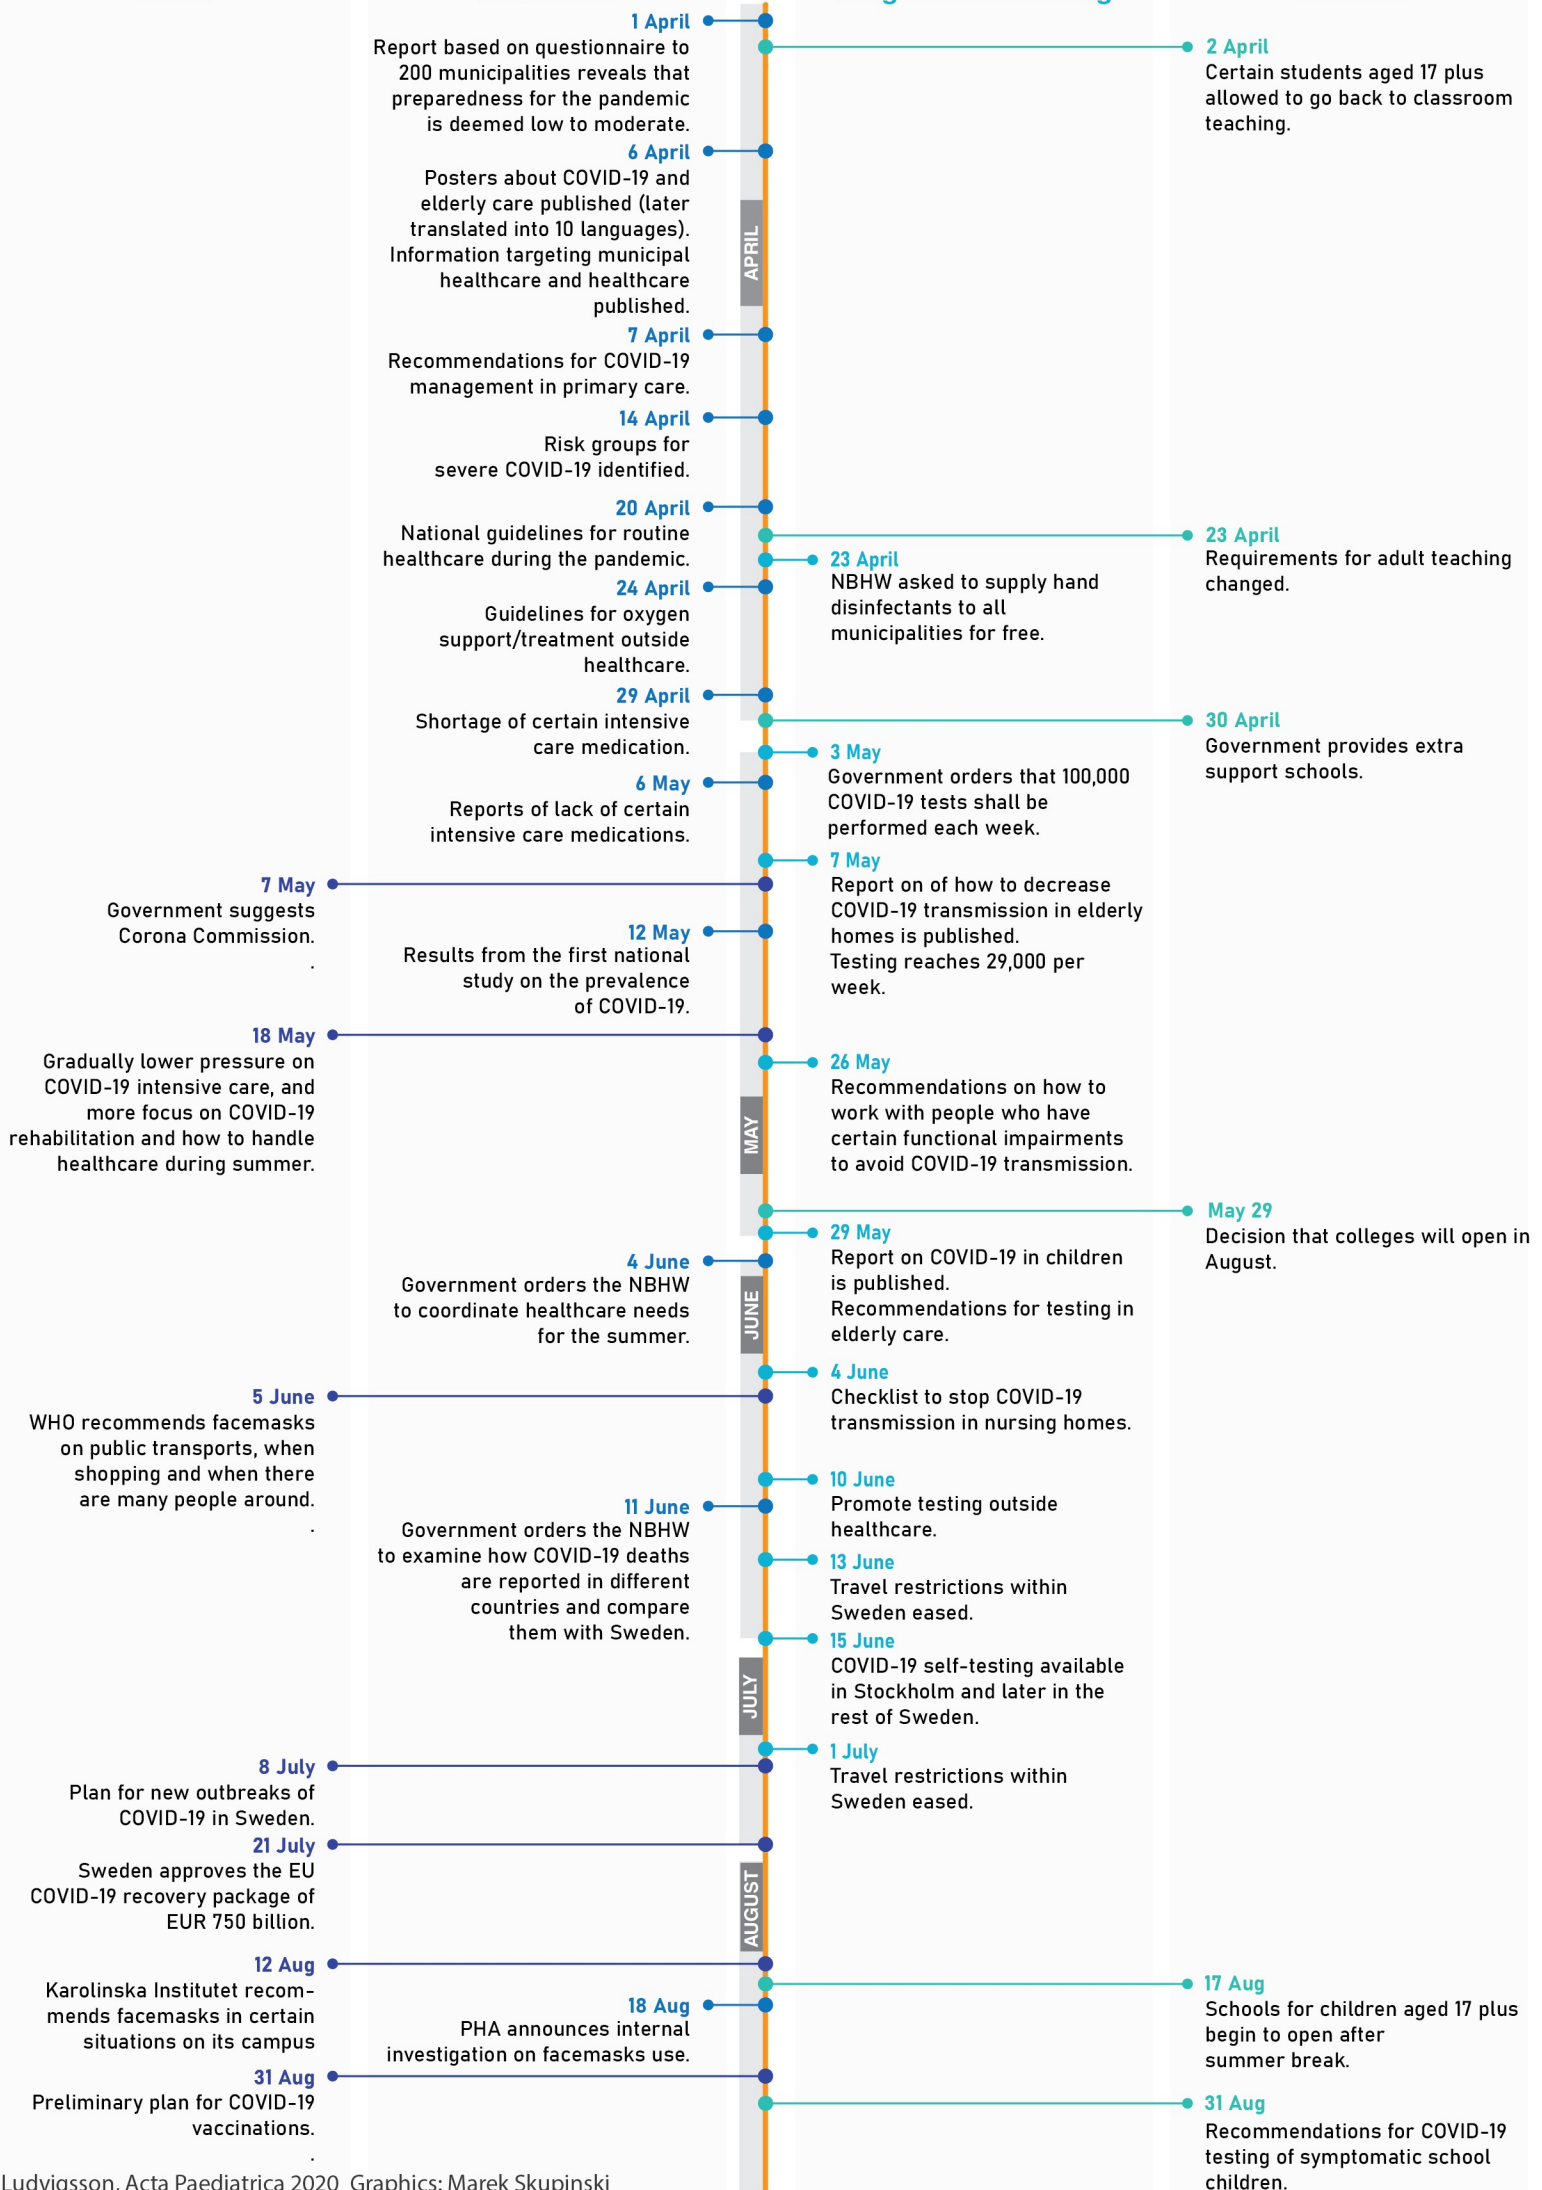 1 April
Report based on questionnaire to
200 municipalities reveals that
preparedness for the pandemic
is deemed low to moderate.
2 April
Certain students aged 17 plus
allowed to go back to classroom
teaching.
6 April
Posters about COVID-19 and
elderly care published (later
translated into 10 languages).
Information targeting municipal
healthcare and healthcare
published.
APRIL
7 April
Recommendations for COVID-19
management in primary care.
14 April
Risk groups for
severe COVID-19 identified.
20 April
National guidelines for routine
healthcare during the pandemic.
23 April
Requirements for adult teaching
changed.
23 April
NBHW asked to supply hand
disinfectants to all
municipalities for free.
24 April
Guidelines for oxygen
support/treatment outside
healthcare.
29 April
Shortage of certain intensive
care medication.
30 April
Government provides extra
support schools.
3 May
Government orders that 100,000
COVID-19 tests shall be
performed each week.
6 May
Reports of lack of certain
intensive care medications.
7 May
Report on of how to decrease
COVID-19 transmission in elderly
homes is published.
Testing reaches 29,000 per
week.
7 May
Government suggests
Corona Commission.
.
12 May
Results from the first national
study on the prevalence
of COVID-19.
18 May
Gradually lower pressure on
COVID-19 intensive care, and
more focus on COVID-19
rehabilitation and how to handle
healthcare during summer.
26 May
Recommendations on how to
work with people who have
certain functional impairments
to avoid COVID-19 transmission.
MAY
May 29
Decision that colleges will open in
August.
29 May
Report on COVID-19 in children
is published.
Recommendations for testing in
elderly care.
4 June
Government orders the NBHW
to coordinate healthcare needs
for the summer.
JUNE
4 June
Checklist to stop COVID-19
transmission in nursing homes.
5 June
WHO recommends facemasks
on public transports, when
shopping and when there
are many people around.
.
10 June
Promote testing outside
healthcare.
11 June
Government orders the NBHW
to examine how COVID-19 deaths
are reported in different
countries and compare
them with Sweden.
13 June
Travel restrictions within
Sweden eased.
15 June
COVID-19 self-testing available
in Stockholm and later in the
rest of Sweden.
JULY
1 July
Travel restrictions within
Sweden eased.
8 July
Plan for new outbreaks of
COVID-19 in Sweden.
21 July
Sweden approves the EU
COVID-19 recovery package of
EUR 750 billion.
AUGUST
12 Aug
Karolinska Institutet recom-
mends facemasks in certain
situations on its campus
17 Aug
Schools for children aged 17 plus
begin to open after
summer break.
18 Aug
PHA announces internal
investigation on facemasks use.
31 Aug
Preliminary plan for COVID-19
vaccinations.
.
31 Aug
Recommendations for COVID-19
testing of symptomatic school
children.
Ludvigsson, Acta Paediatrica 2020 Graphics: Marek Skupinski